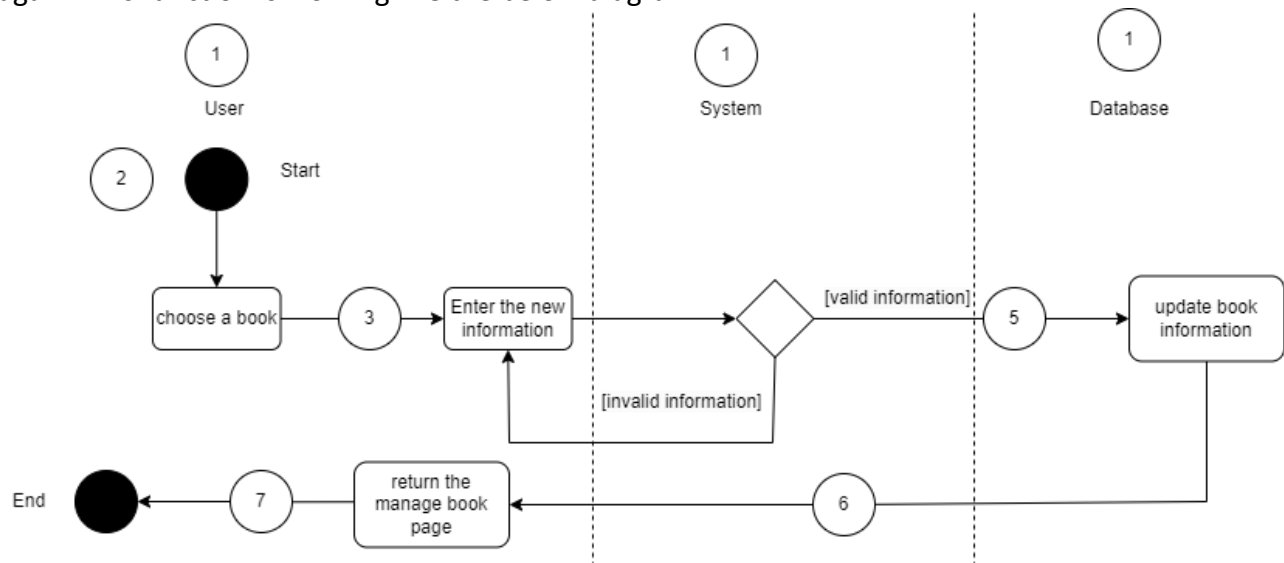 1
1
1
User
System
Database
2
Start
choose a book
3
Enter the new
information
[valid information]
5
update book
information
[invalid information]
End
7
return the
manage book
page
6